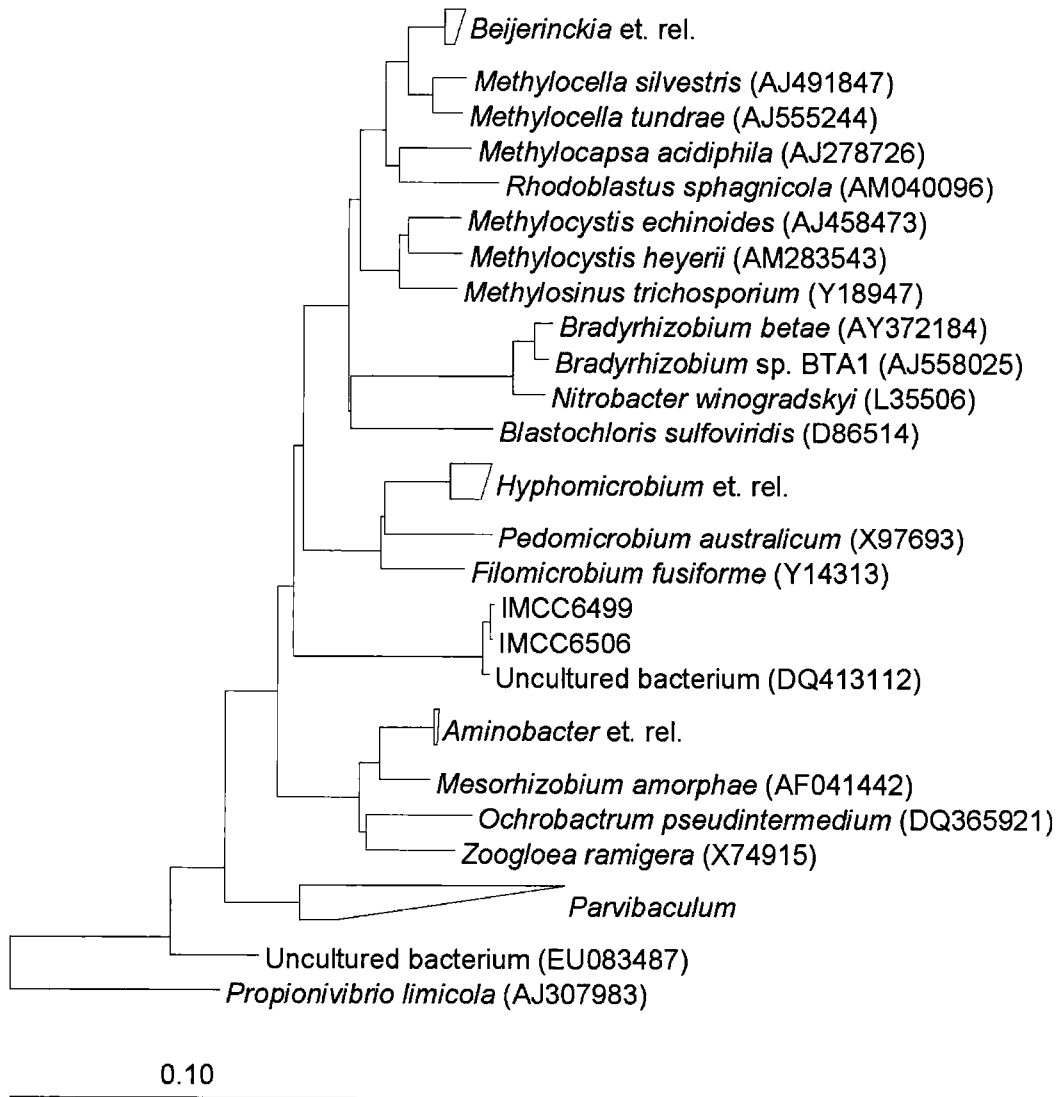 Beijerinckia et. rel.
Methylocella silvestris (AJ491847)
Methylocella tundrae (AJ555244)
Methylocapsa acidiphila (AJ278726)
Rhodoblastus sphagnicola (AM040096)
Methylocystis echinoides (AJ458473)
Methylocystis heyerii (AM283543)
Methylosinus trichosporium (Y18947)
Bradyrhizobium betae (AY372184)
Bradyrhizobium sp. BTA1 (AJ558025)
Nitrobacter winogradskyi (L35506)
Blastochloris sulfoviridis (D86514)
Hyphomicrobium et. rel.
Pedomicrobium australicum (X97693)
Filomicrobium fusiforme (Y14313)
IMCC6499
IMCC6506
Uncultured bacterium (DQ413112)
Aminobacter et. rel.
Mesorhizobium amorphae (AF041442)
Ochrobactrum pseudintermedium (DQ365921)
Zoogloea ramigera (X74915)
Parvibaculum
Uncultured bacterium (EU083487)
Propionivibrio limicola (AJ307983)
0.10